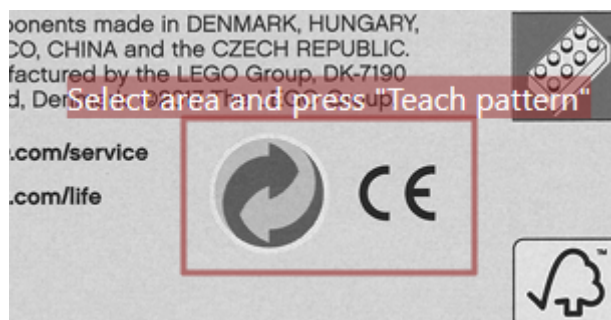 ponents made in DENMARK, HUNGARY,
CO, CHINA and the CZECH REPUBLIC.
factured by the LEGO Group, DK-7190
Select area and press "Teach pattern"
.com/service
CE
.com/life
™